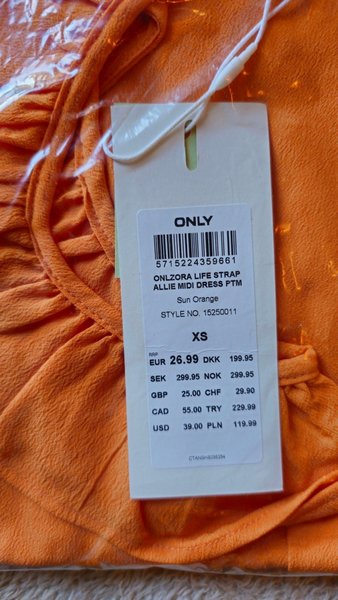 ONLY
5715224359661
ONLZORA LIFE STRAP
ALLIE MIDI DRESS PTM
Sun Orange
STYLE NO. 15250011
XS
RRP
EUR 26.99 DKK 199.95
SEK 299.95 NOK 299.95
GBP 25.00 CHF 29.90
CAD 55.00 TRY 229.99
USD 39.00 PLN 119.99